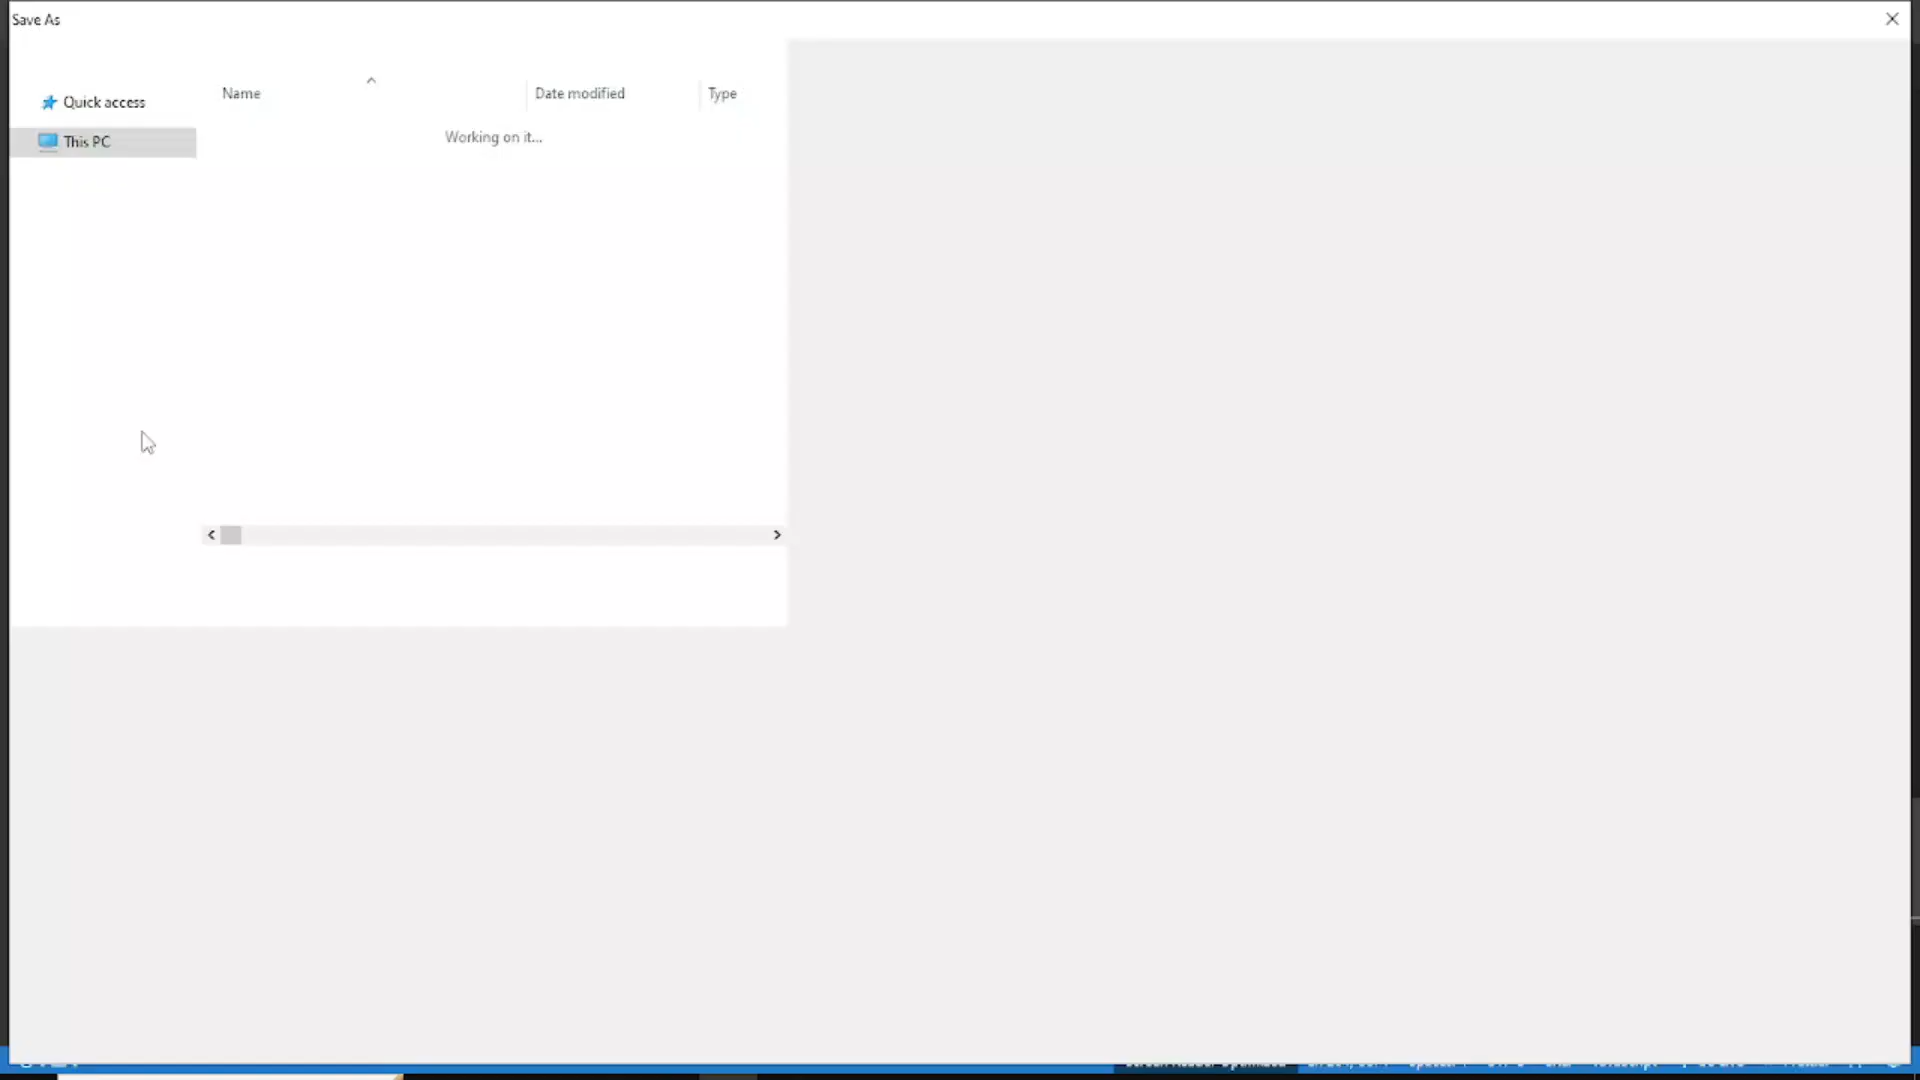 Save As
Quick access
Name
Date modified
Type
This PC
Working on it...